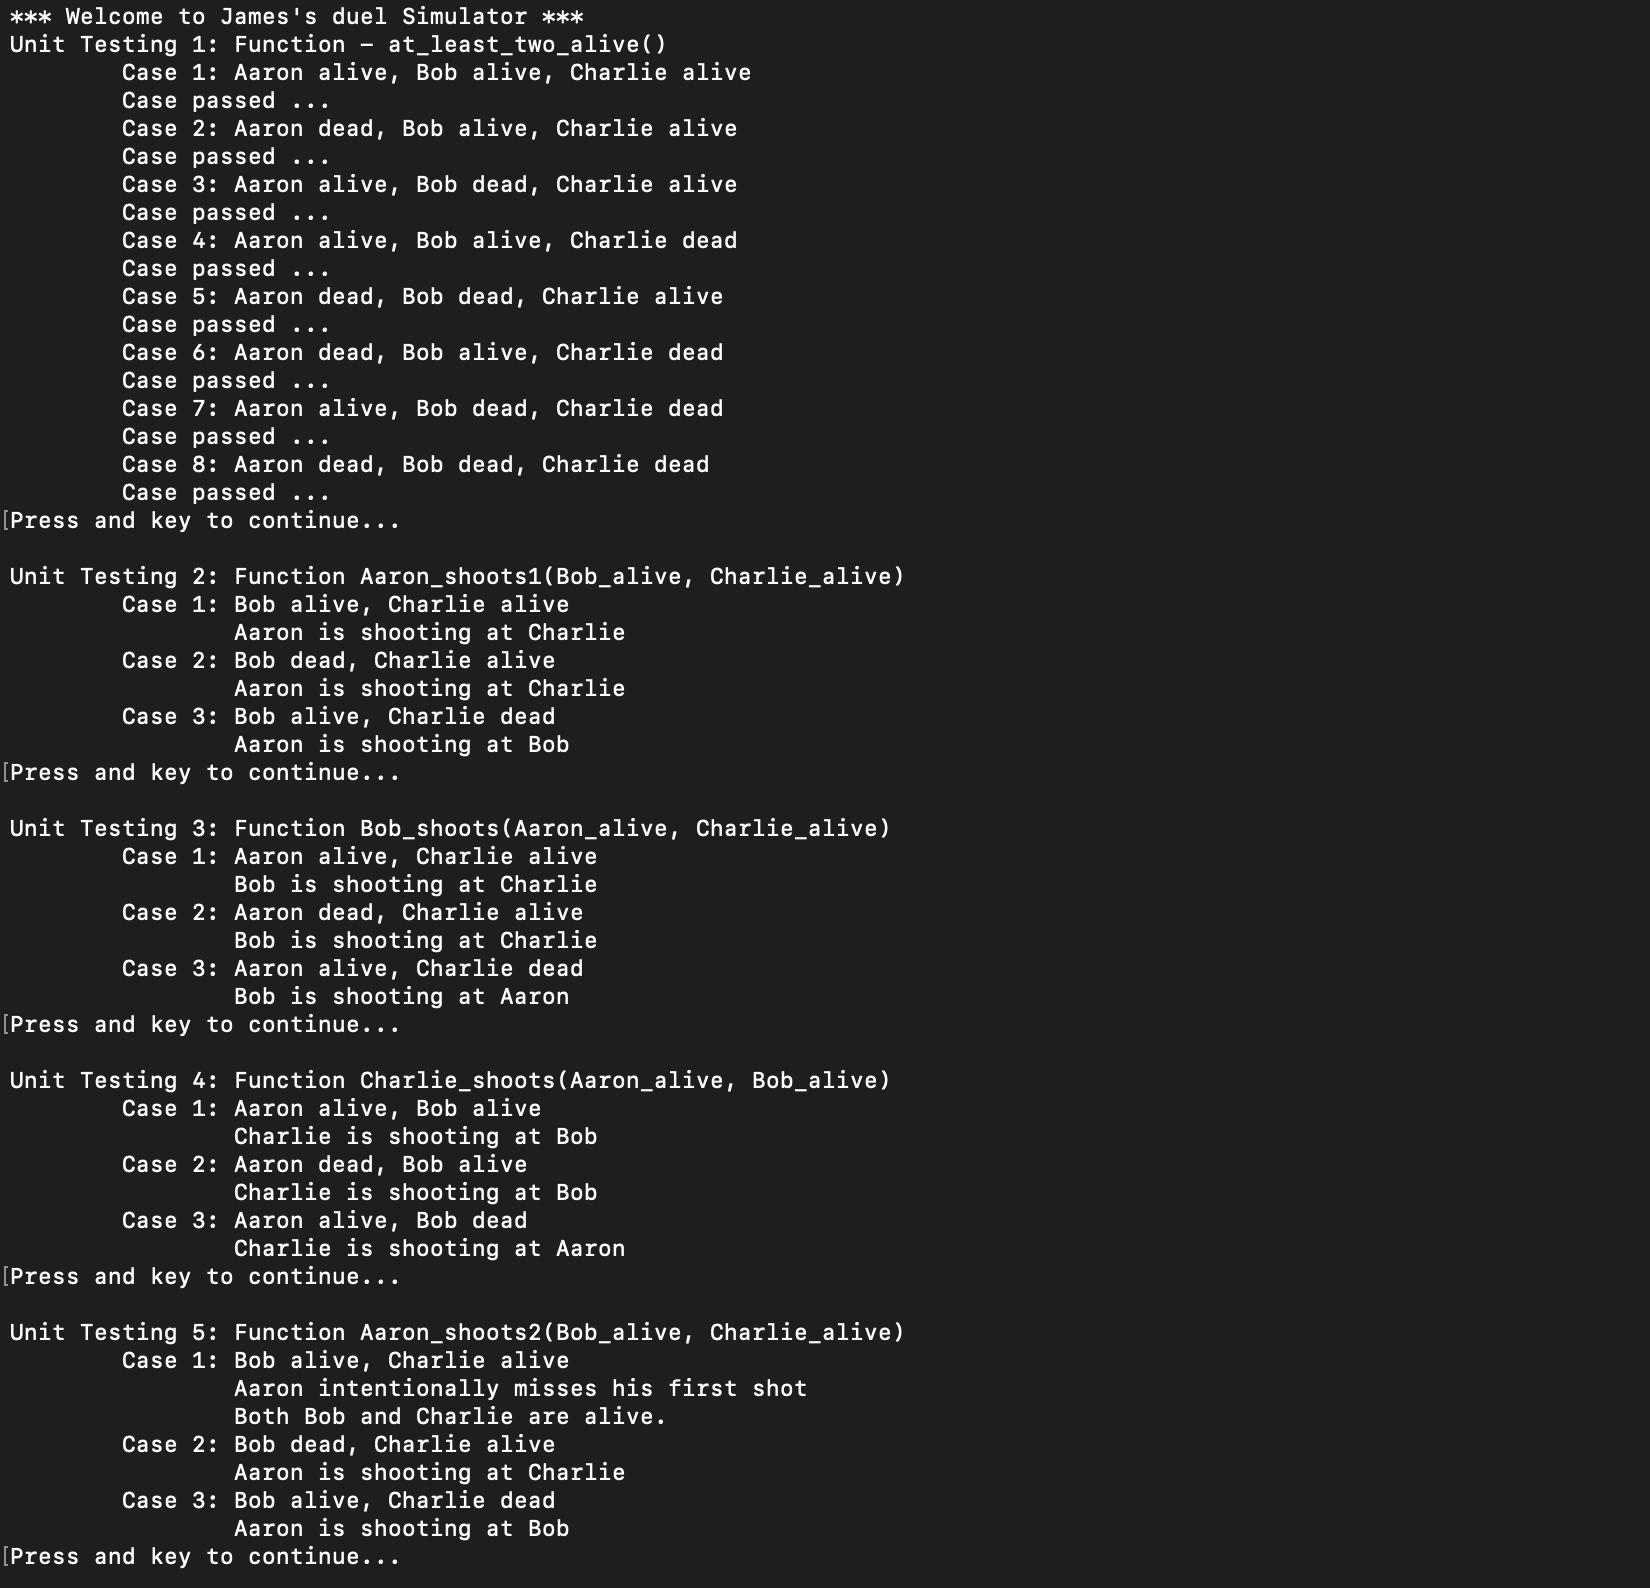 *** Welcome to James's duel Simulator ***
Unit Testing 1: Function – at_least_two_alive()
Case 1: Aaron alive, Bob alive, Charlie alive
Case passed ...
Case 2: Aaron dead, Bob alive, Charlie alive
Case passed ...
Case 3: Aaron alive, Bob dead, Charlie alive
Case passed ...
Case 4: Aaron alive, Bob alive, Charlie dead
Case passed ...
Case 5: Aaron dead, Bob dead, Charlie alive
Case passed ...
Case 6: Aaron dead, Bob alive, Charlie dead
Case passed ...
Case 7: Aaron alive, Bob dead, Charlie dead
Case passed ...
Case 8: Aaron dead, Bob dead, Charlie dead
Case passed ...
[Press and key to continue...
Unit Testing 2: Function Aaron_shoots1(Bob_alive, Charlie_alive)
Case 1: Bob alive, Charlie alive
Aaron is shooting at Charlie
Case 2: Bob dead, Charlie alive
Aaron is shooting at Charlie
Case 3: Bob alive, Charlie dead
Aaron is shooting at Bob
[Press and key to continue...
Unit Testing 3: Function Bob_shoots(Aaron_alive, Charlie_alive)
Case 1: Aaron alive, Charlie alive
Bob is shooting at Charlie
Case 2: Aaron dead, Charlie alive
Bob is shooting at Charlie
Case 3: Aaron alive, Charlie dead
Bob is shooting at Aaron
[Press and key to continue...
Unit Testing 4: Function Charlie_shoots(Aaron_alive, Bob_alive)
Case 1: Aaron alive, Bob alive
Charlie is shooting at Bob
Case 2: Aaron dead, Bob alive
Charlie is shooting at Bob
Case 3: Aaron alive, Bob dead
Charlie is shooting at Aaron
[Press and key to continue...
Unit Testing 5: Function Aaron_shoots2(Bob_alive, Charlie_alive)
Case 1: Bob alive, Charlie alive
Aaron intentionally misses his first shot
Both Bob and Charlie are alive.
Case 2: Bob dead, Charlie alive
Aaron is shooting at Charlie
Case 3: Bob alive, Charlie dead
Aaron is shooting at Bob
[Press and key to continue...